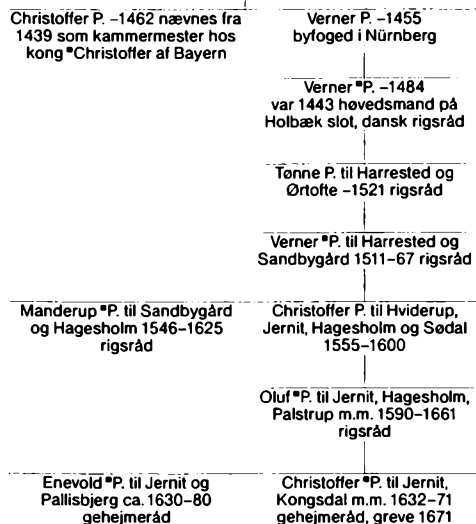 Christoffer P. -1462 nævnes fra
1439 som kammermester hos
kong *Christoffer af Bayern
Verner P. -1455
byfoged i Nürnberg
Verner *P. -1484
var 1443 høvedsmand på
Holbæk slot, dansk rigsråd
Tønne P. til Harrested og
Ørtofte -1521 rigsråd
Verner *P. til Harrested og
Sandbygård 1511-67 rigsråd
Manderup *P. til Sandbygård
og Hagesholm 1546-1625
rigsråd
Christoffer P. til Hviderup,
Jernit, Hagesholm og Sødal
1555-1600
Oluf *P. til Jernit, Hagesholm,
Palstrup m.m. 1590-1661
rigsråd
Enevold *P. til Jernit og
Pallisbjerg ca. 1630-80
gehejmeråd
Christoffer *P. til Jernit,
Kongsdal m.m. 1632-71
gehejmeråd, greve 1671